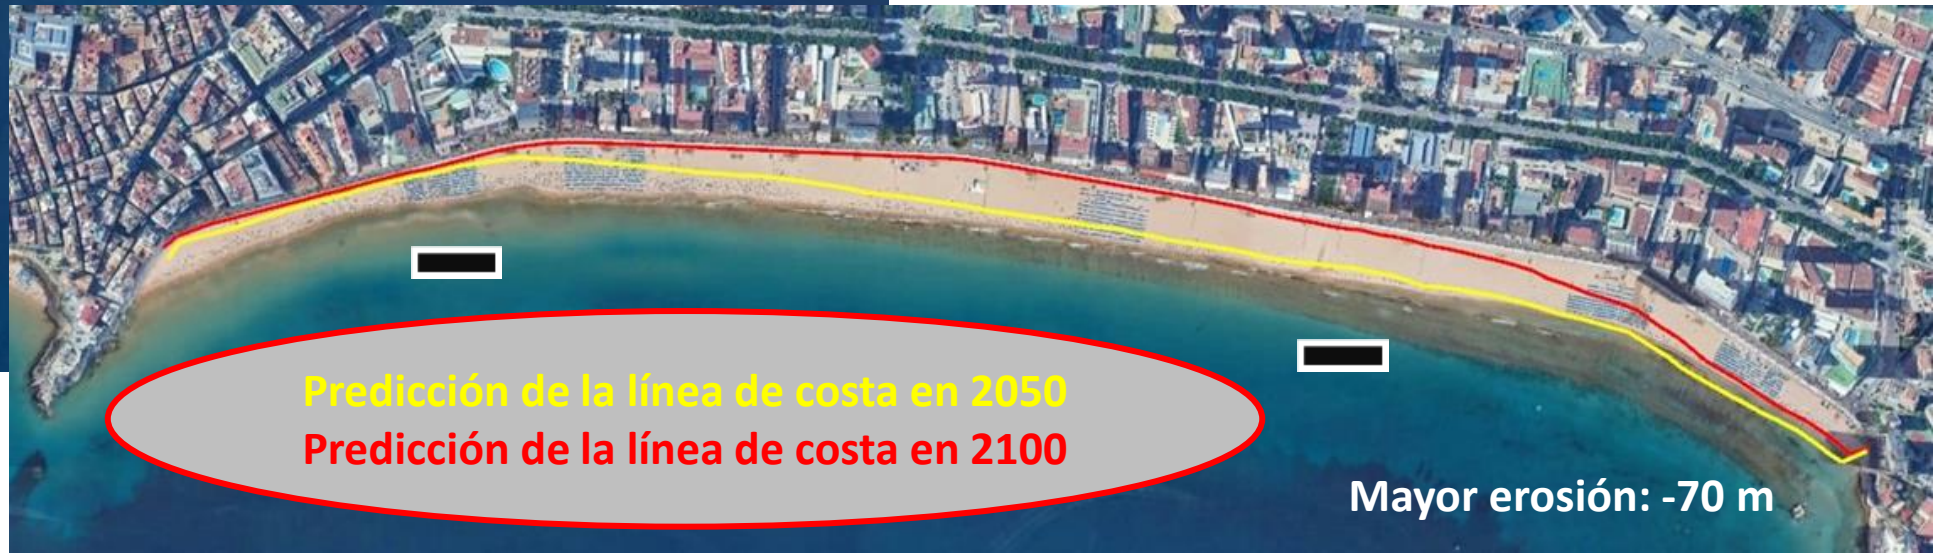 Predicción de la línea de costa en 2050
Predicción de la línea de costa en 2100
Mayor erosión: -70 m